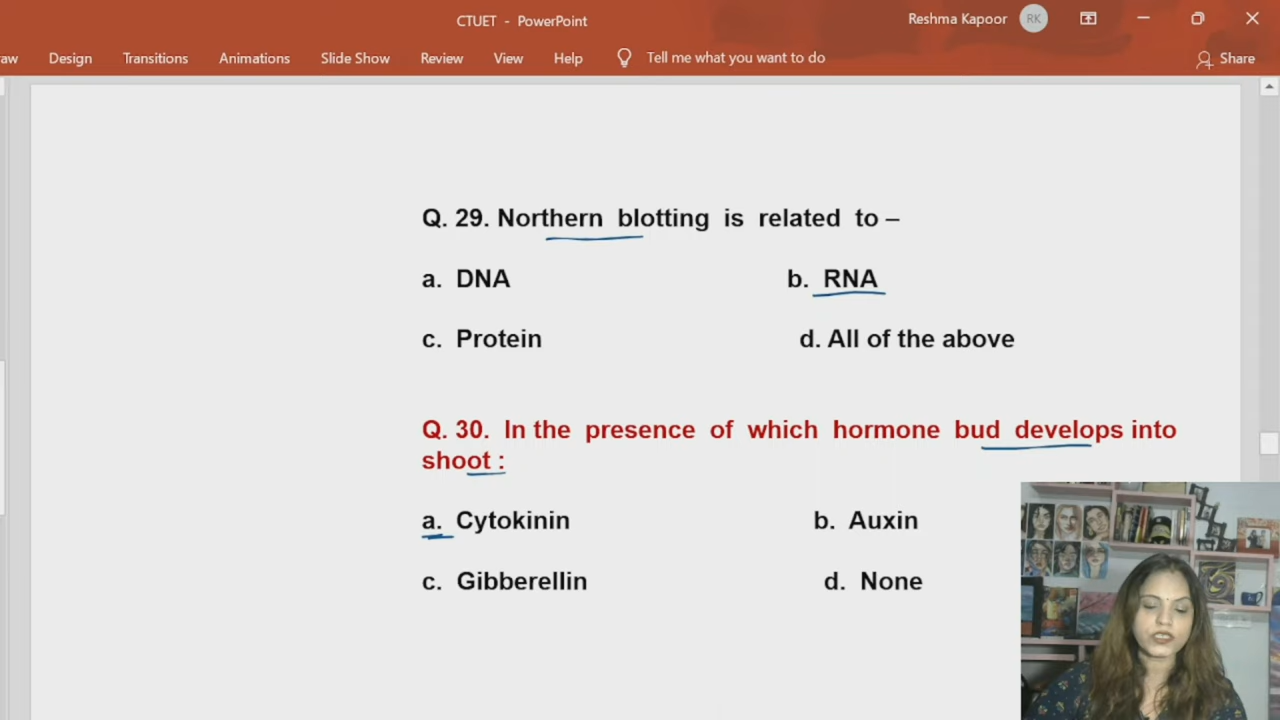 CTUET - PowerPoint
Reshma Kapoor RK
aw Design Transitions Animations Slide Show Review View Help Tell me what you want to do Share
Q. 29. Northern blotting is related to –
a. DNA b. RNA
c. Protein d. All of the above
Q. 30. In the presence of which hormone bud develops into
shoot :
a. Cytokinin b. Auxin
c. Gibberellin d. None